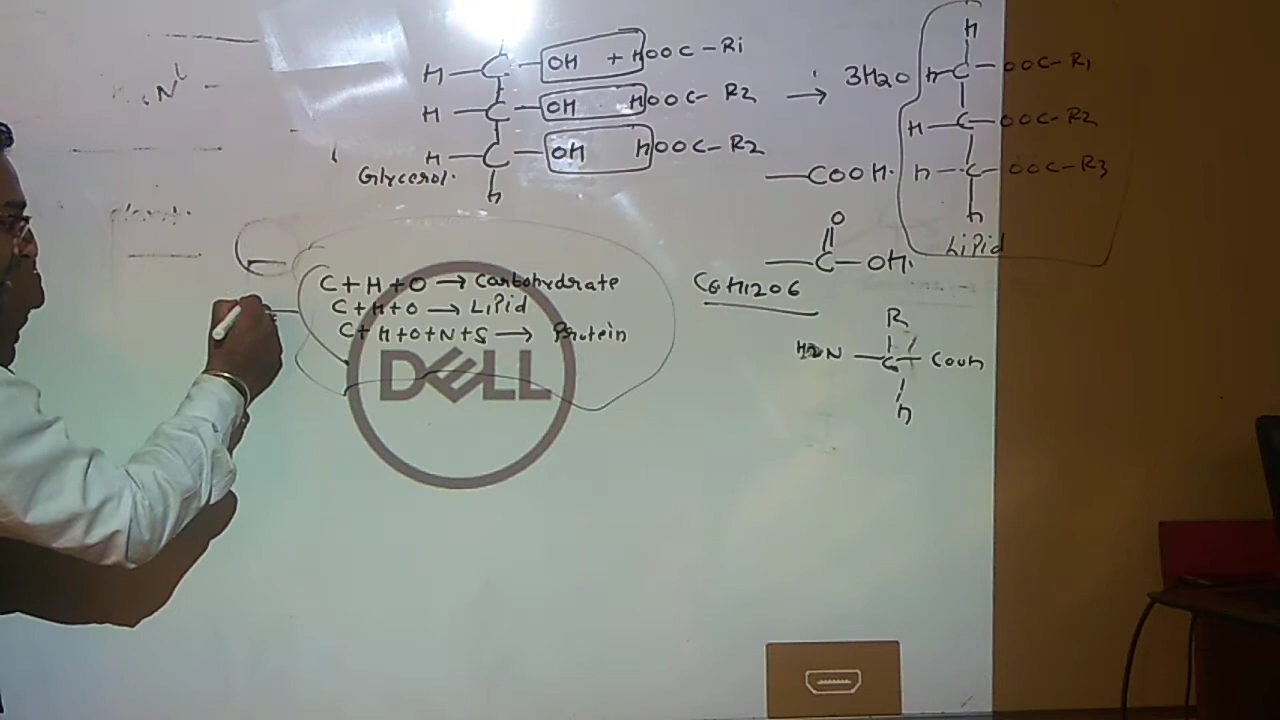 H
H — C — OH + HOOC – R1 3H2O H — C — OOC – R1
H — C — OH HOOC – R2 → H — C — OOC – R2
H — C — OH HOOC – R2 H — C — OOC – R3
Glycerol. — COOH.
H H
O LiPid
— C — OH.
C + H + O → Carbohydrate C6H12O6
C + H + O → LiPid
C + H + O + N + S → Protein
R
H2N — C — COOH
H
DELL